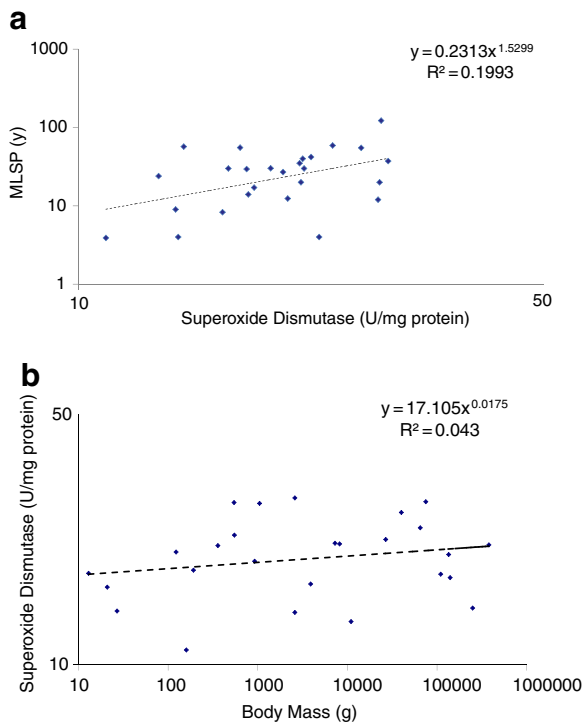 a
1000
100
10
1
MLSP (y)
y = 0.2313x^1.5299
R² = 0.1993
10
50
Superoxide Dismutase (U/mg protein)
b
50
10
Superoxide Dismutase (U/mg protein)
y = 17.105x^0.0175
R² = 0.043
10
100
1000
10000
100000
1000000
Body Mass (g)